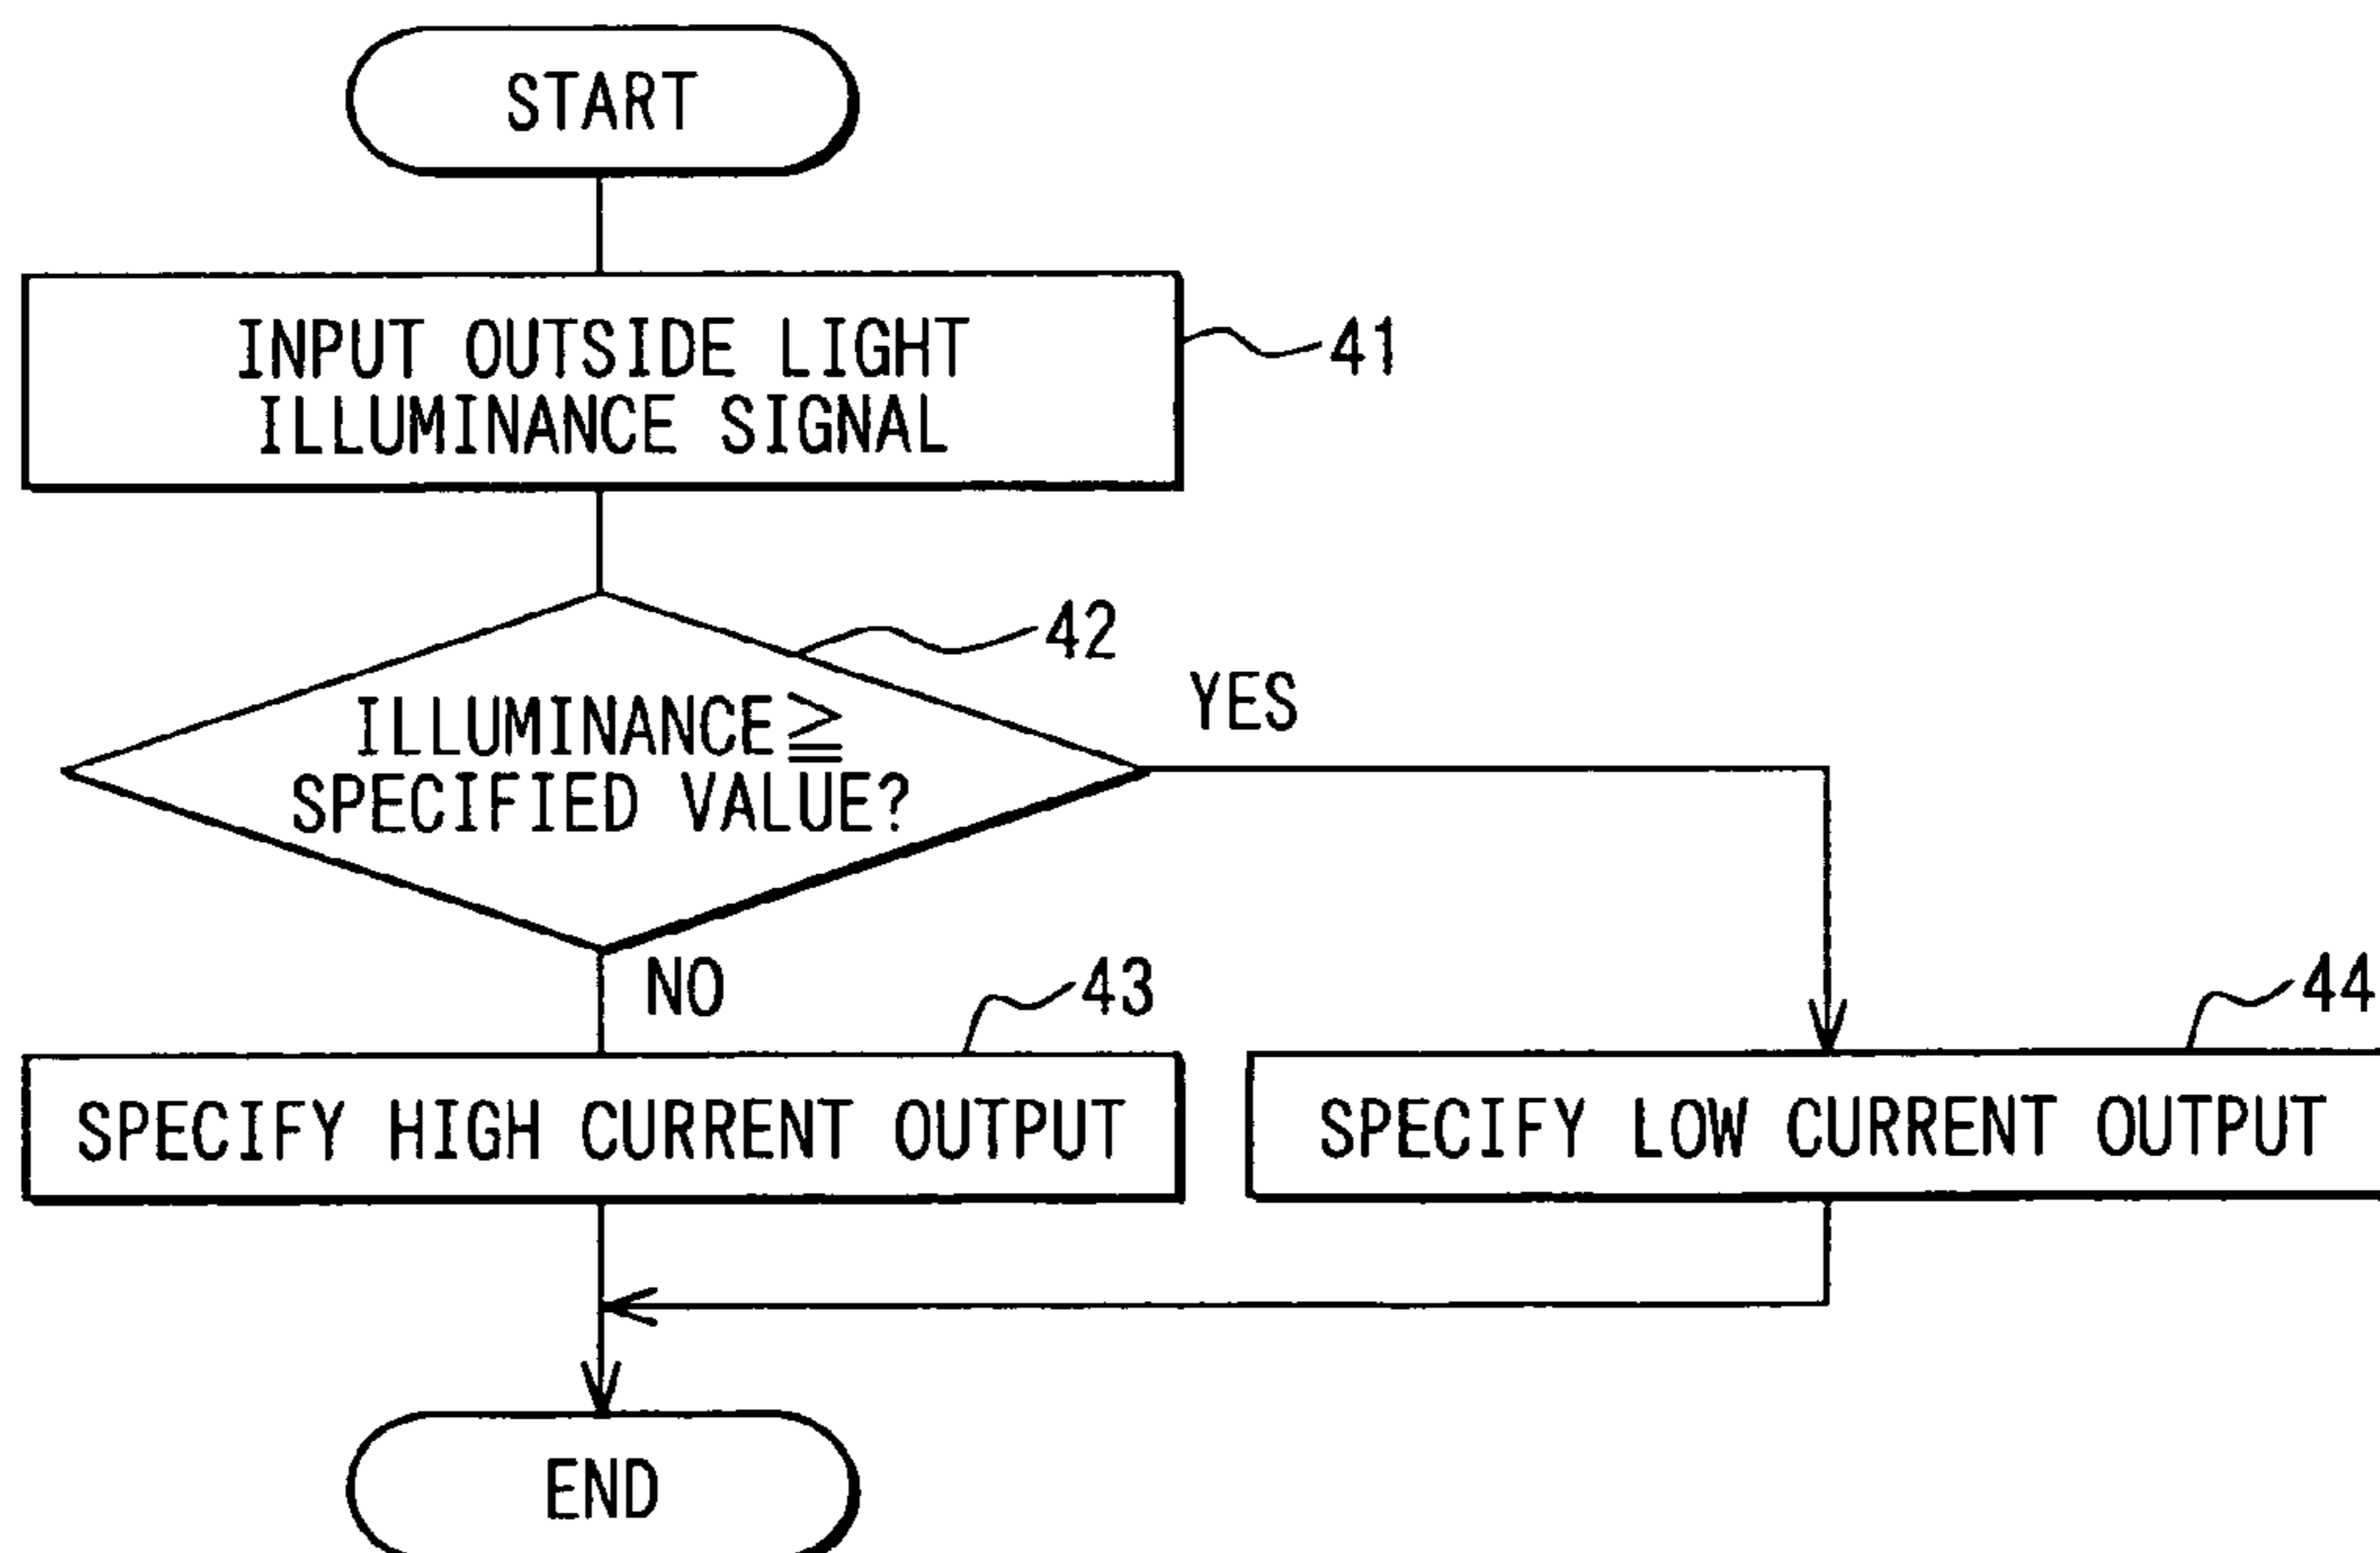 START
INPUT OUTSIDE LIGHT
ILLUMINANCE SIGNAL
41
42
ILLUMINANCE≧
SPECIFIED VALUE?
YES
NO
43
44
SPECIFY HIGH CURRENT OUTPUT
SPECIFY LOW CURRENT OUTPUT
END